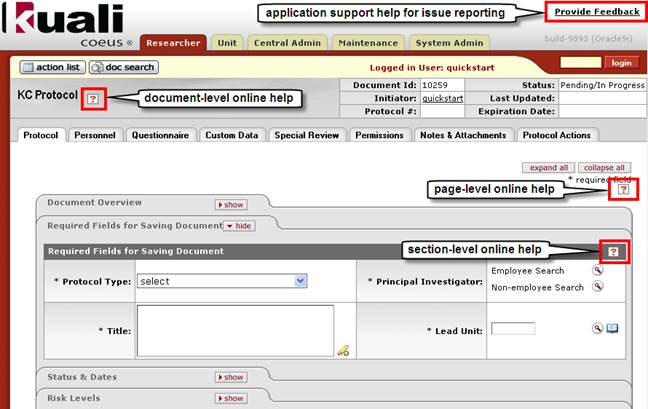 application support help for issue reporting
Provide Feedback
Kuali
coeus ®
Researcher Unit Central Admin Maintenance System Admin
build-9893 (Oracle9i)
action list doc search
Logged in User: quickstart
login
KC Protocol ?
document-level online help
Document Id: 10259 Status: Pending/In Progress
Initiator: quickstart Last Updated:
Protocol #: Expiration Date:
Protocol Personnel Questionnaire Custom Data Special Review Permissions Notes & Attachments Protocol Actions
expand all collapse all
* required field
page-level online help ?
Document Overview show
Required Fields for Saving Document hide
section-level online help
Required Fields for Saving Document ?
* Protocol Type: select
* Principal Investigator: Employee Search
Non-employee Search
* Title:
* Lead Unit:
Status & Dates show
Risk Levels show